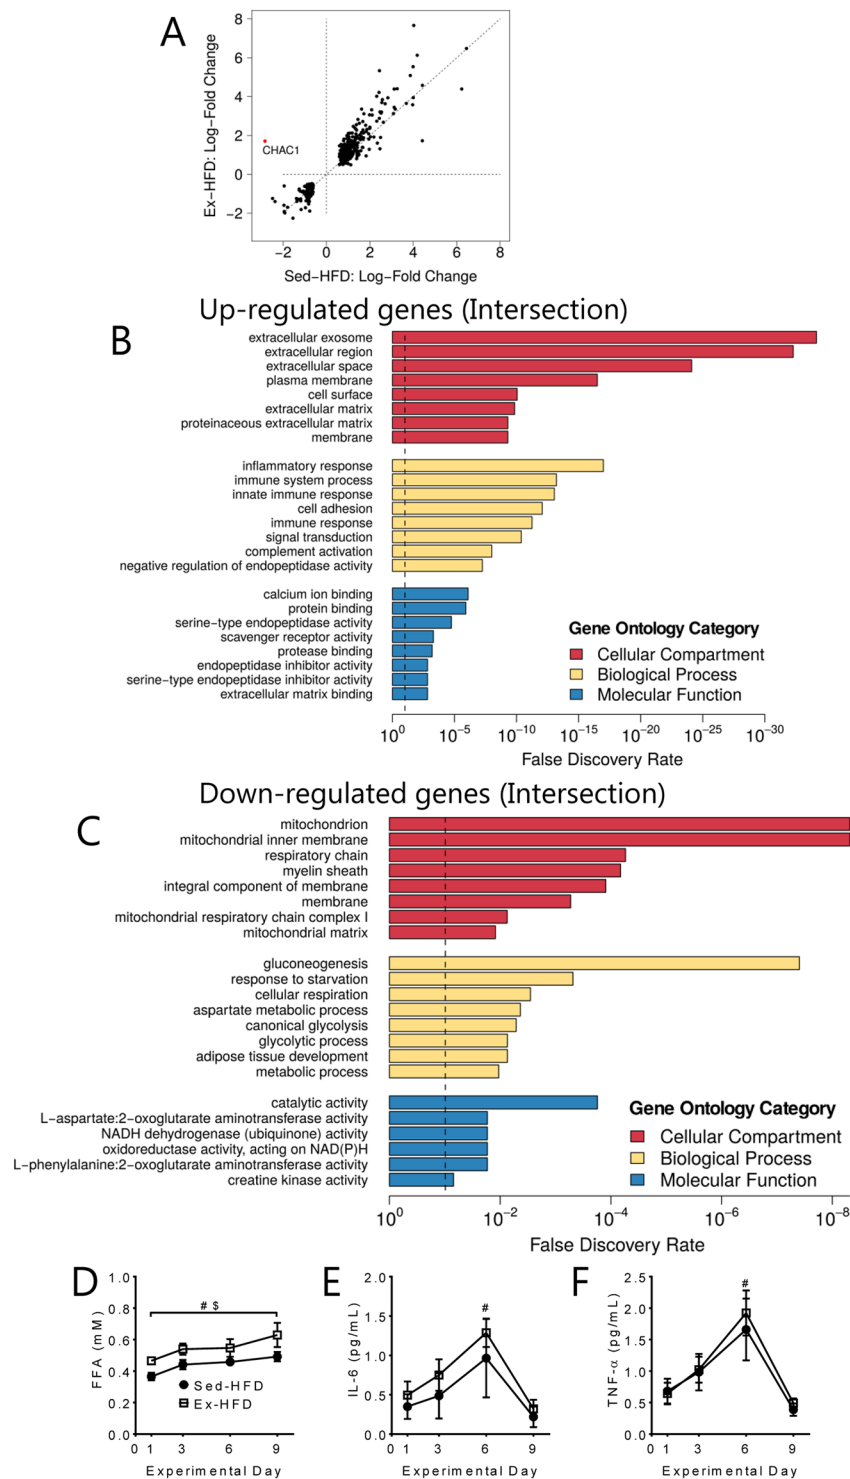 A
Ex−HFD: Log−Fold Change
8
6
4
2
0
−2
CHAC1
−2 0 2 4 6 8
Sed−HFD: Log−Fold Change
Up-regulated genes (Intersection)
B
extracellular exosome
extracellular region
extracellular space
plasma membrane
cell surface
extracellular matrix
proteinaceous extracellular matrix
membrane
inflammatory response
immune system process
innate immune response
cell adhesion
immune response
signal transduction
complement activation
negative regulation of endopeptidase activity
calcium ion binding
protein binding
serine−type endopeptidase activity
scavenger receptor activity
protease binding
endopeptidase inhibitor activity
serine−type endopeptidase inhibitor activity
extracellular matrix binding
Gene Ontology Category
Cellular Compartment
Biological Process
Molecular Function
10⁰ 10⁻⁵ 10⁻¹⁰ 10⁻¹⁵ 10⁻²⁰ 10⁻²⁵ 10⁻³⁰
False Discovery Rate
Down-regulated genes (Intersection)
C
mitochondrion
mitochondrial inner membrane
respiratory chain
myelin sheath
integral component of membrane
membrane
mitochondrial respiratory chain complex I
mitochondrial matrix
gluconeogenesis
response to starvation
cellular respiration
aspartate metabolic process
canonical glycolysis
glycolytic process
adipose tissue development
metabolic process
catalytic activity
L−aspartate:2−oxoglutarate aminotransferase activity
NADH dehydrogenase (ubiquinone) activity
oxidoreductase activity, acting on NAD(P)H
L−phenylalanine:2−oxoglutarate aminotransferase activity
creatine kinase activity
Gene Ontology Category
Cellular Compartment
Biological Process
Molecular Function
10⁰ 10⁻² 10⁻⁴ 10⁻⁶ 10⁻⁸
False Discovery Rate
D
FFA (mM)
1.0
0.8
0.6
0.4
0.2
0.0
# $
Sed-HFD
Ex-HFD
0 1 3 6 9
Experimental Day
E
IL-6 (pg/mL)
2.0
1.5
1.0
0.5
0.0
#
0 1 3 6 9
Experimental Day
F
TNF-α (pg/mL)
2.5
2.0
1.5
1.0
0.5
0.0
#
0 1 3 6 9
Experimental Day